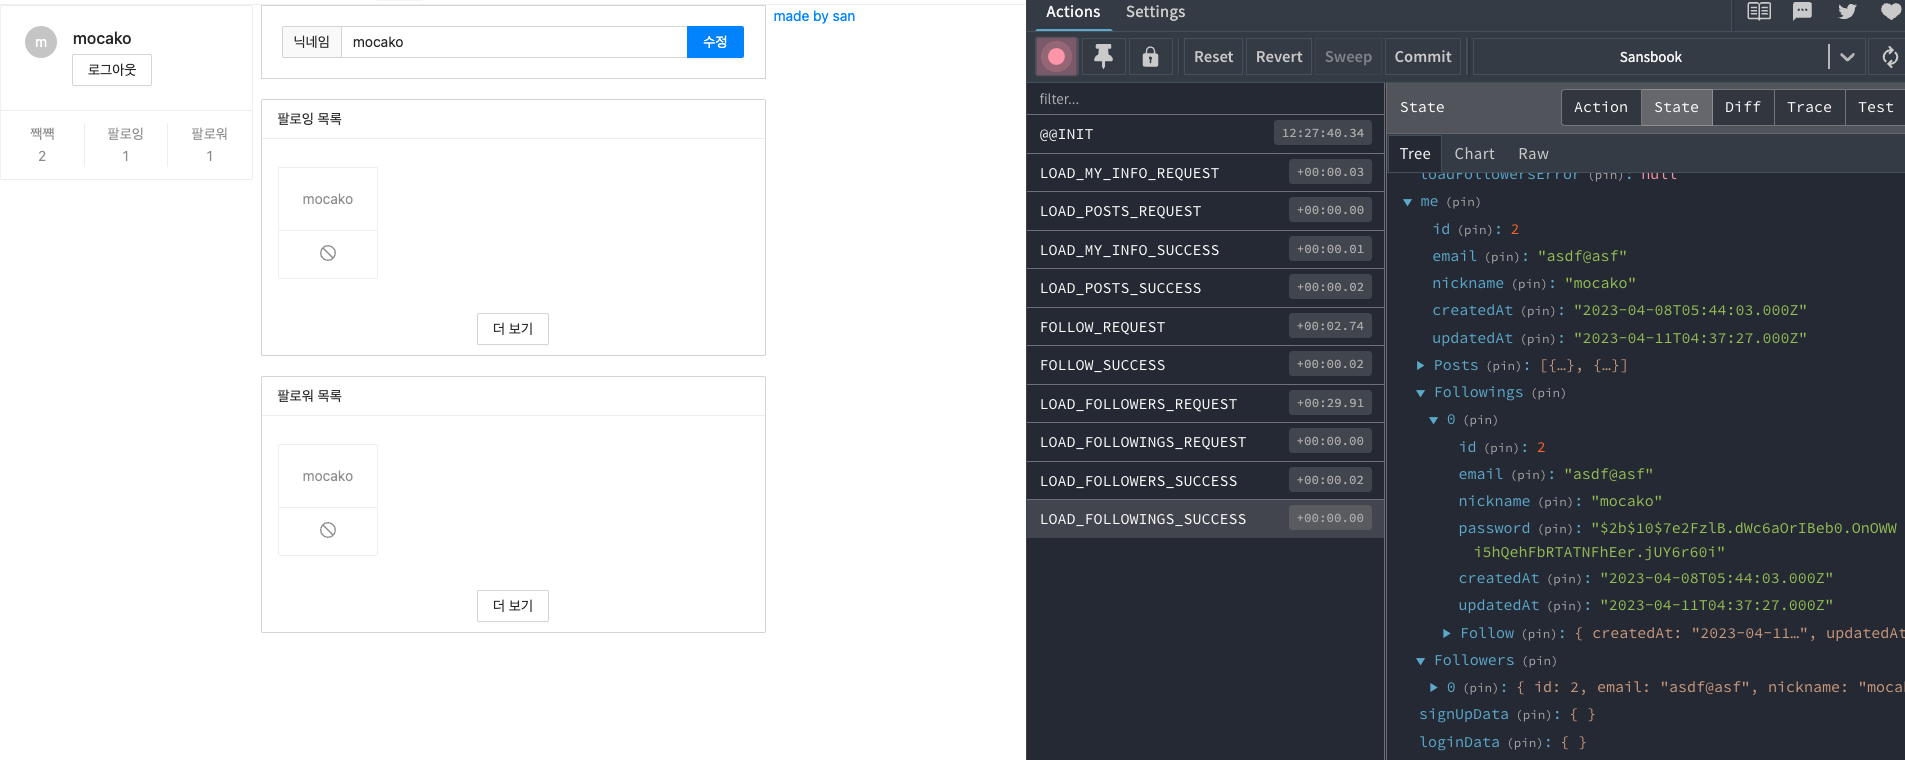 m
mocako
로그아웃
짹짹
팔로잉
팔로워
2
1
1
닉네임
mocako
수정
made by san
팔로잉 목록
mocako
더 보기
팔로워 목록
mocako
더 보기
Actions
Settings
Reset
Revert
Sweep
Commit
Sansbook
filter...
@@INIT 12:27:40.34
LOAD_MY_INFO_REQUEST +00:00.03
LOAD_POSTS_REQUEST +00:00.00
LOAD_MY_INFO_SUCCESS +00:00.01
LOAD_POSTS_SUCCESS +00:00.02
FOLLOW_REQUEST +00:02.74
FOLLOW_SUCCESS +00:00.02
LOAD_FOLLOWERS_REQUEST +00:29.91
LOAD_FOLLOWINGS_REQUEST +00:00.00
LOAD_FOLLOWERS_SUCCESS +00:00.02
LOAD_FOLLOWINGS_SUCCESS +00:00.00
State
Action
State
Diff
Trace
Test
Tree
Chart
Raw
loadFollowersError (pin): null
me (pin)
id (pin): 2
email (pin): "asdf@asf"
nickname (pin): "mocako"
createdAt (pin): "2023-04-08T05:44:03.000Z"
updatedAt (pin): "2023-04-11T04:37:27.000Z"
Posts (pin): [{…}, {…}]
Followings (pin)
0 (pin)
id (pin): 2
email (pin): "asdf@asf"
nickname (pin): "mocako"
password (pin): "$2b$10$7e2FzlB.dWc6aOrIBeb0.OnOWW
i5hQehFbRTATNFhEer.jUY6r60i"
createdAt (pin): "2023-04-08T05:44:03.000Z"
updatedAt (pin): "2023-04-11T04:37:27.000Z"
Follow (pin): { createdAt: "2023-04-11…", updatedAt
Followers (pin)
0 (pin): { id: 2, email: "asdf@asf", nickname: "moca
signUpData (pin): { }
loginData (pin): { }